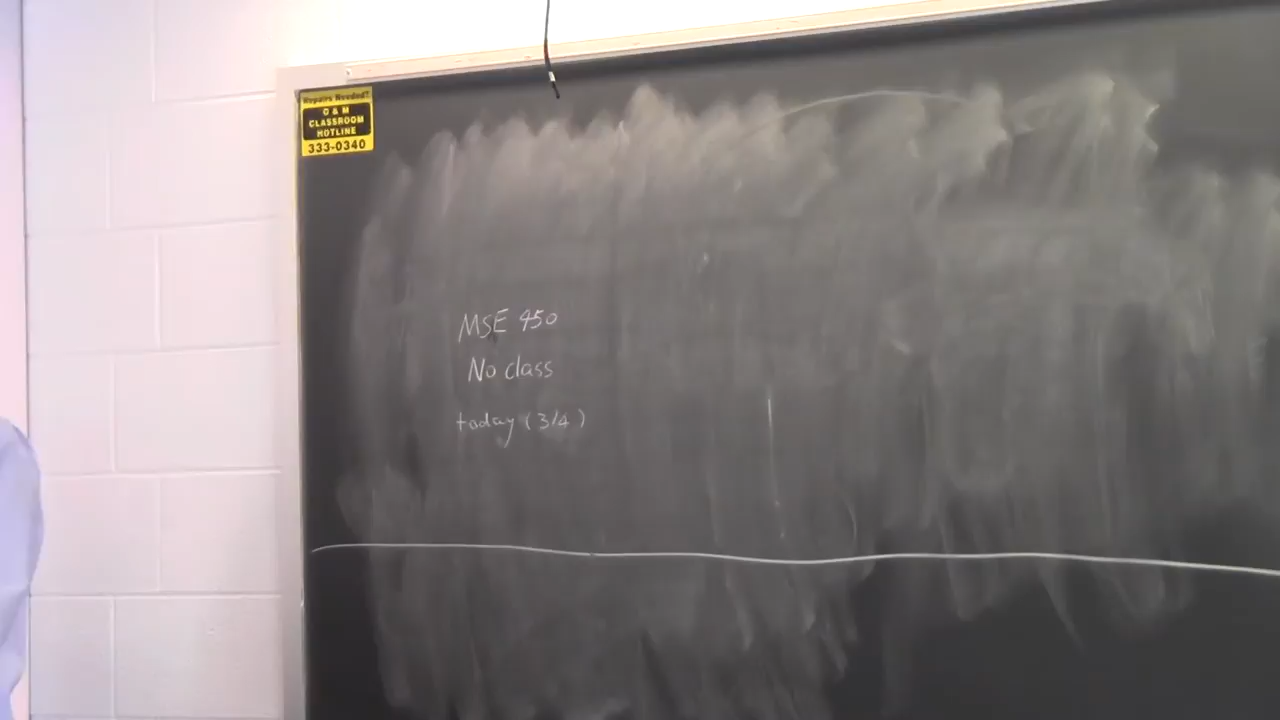 Repairs Needed?
O & M
CLASSROOM
HOTLINE
333-0340
MSE 450
No class
today (3/4)